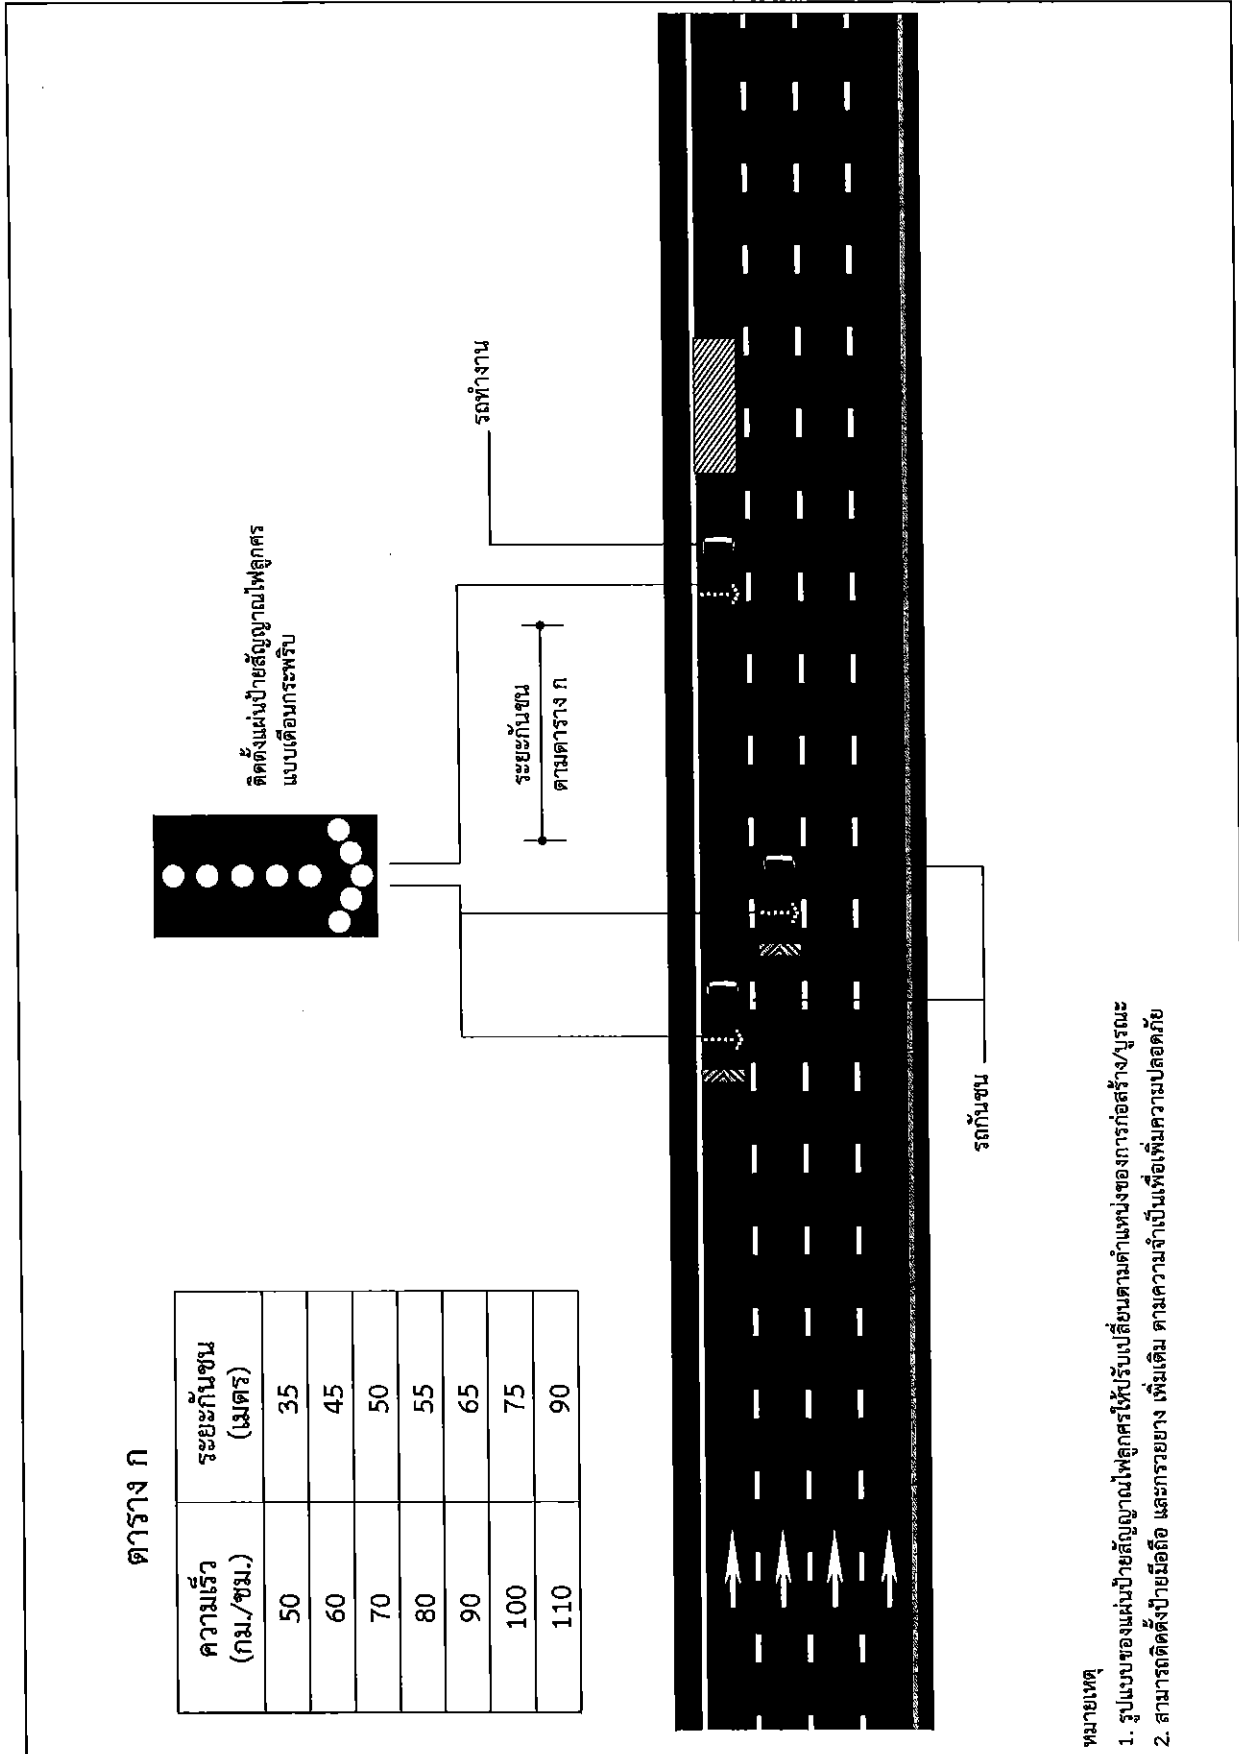 ตาราง ก
ความเร็ว
(กม./ชม.)
ระยะกันชน
(เมตร)
50 35
60 45
70 50
80 55
90 65
100 75
110 90
ติดตั้งแผ่นป้ายสัญญาณไฟลูกศร
แบบเตือนกระพริบ
ระยะกันชน
ตามตาราง ก
รถทำงาน
รถกันชน
หมายเหตุ
1. รูปแบบของแผ่นป้ายสัญญาณไฟลูกศรให้ปรับเปลี่ยนตามตำแหน่งของการก่อสร้าง/บูรณะ
2. สามารถติดตั้งป้ายมือถือ และกรวยยาง เพิ่มเติม ตามความจำเป็นเพื่อเพิ่มความปลอดภัย